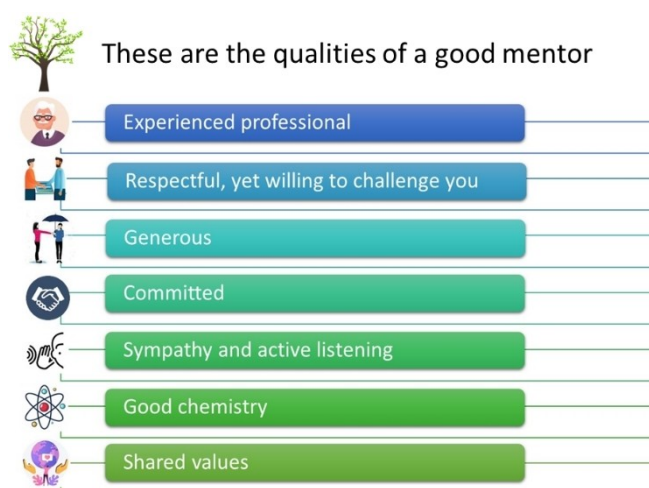 These are the qualities of a good mentor
Experienced professional
Respectful, yet willing to challenge you
Generous
Committed
Sympathy and active listening
Good chemistry
Shared values